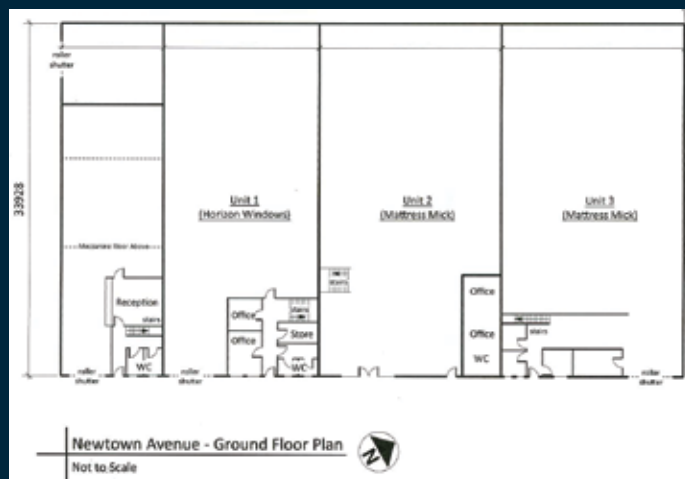 roller
shutter
33928
Unit 1
(Horizon Windows)
Unit 2
(Mattress Mick)
Unit 3
(Mattress Mick)
Mezzanine floor Above
Reception
stairs
WC
roller
shutter
roller
shutter
Office
Office
stairs
Store
WC
stairs
Office
Office
WC
stairs
roller
shutter
Newtown Avenue - Ground Floor Plan
Not to Scale
N